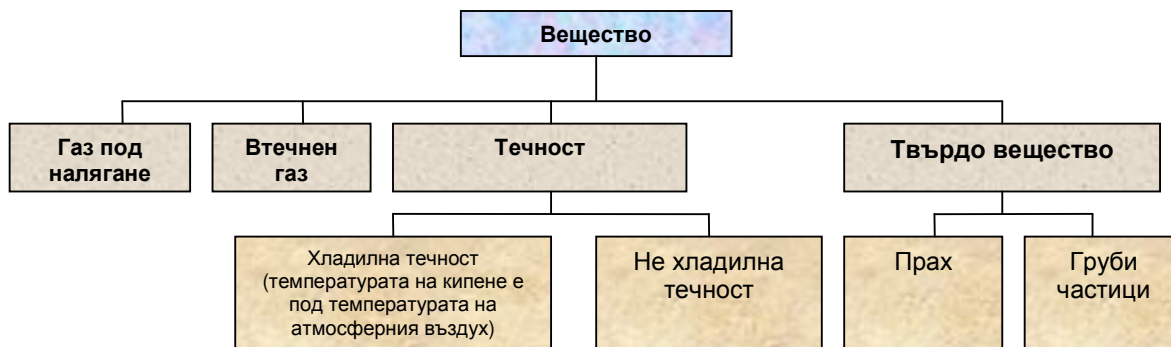 Вещество
Газ под
налягане
Втечнен
газ
Течност
Твърдо вещество
Хладилна течност
(температурата на кипене е
под температурата на
атмосферния въздух)
Не хладилна
течност
Прах
Груби
частици